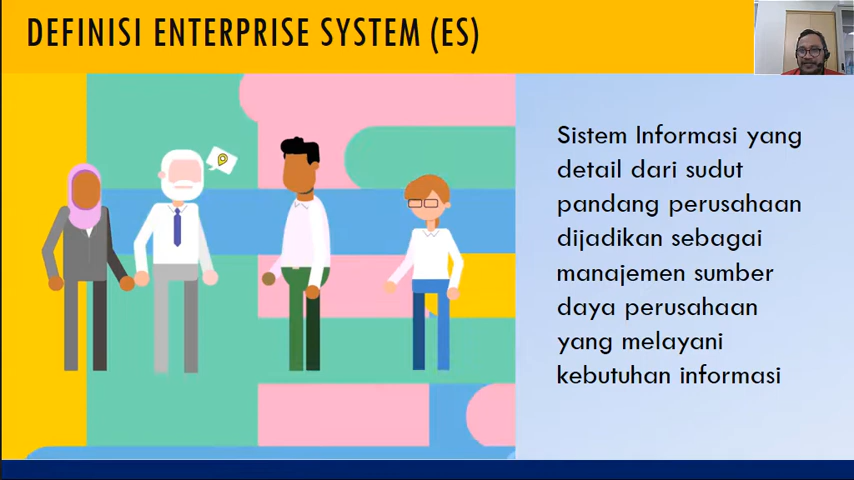 DEFINISI ENTERPRISE SYSTEM (ES)
Sistem Informasi yang
detail dari sudut
pandang perusahaan
dijadikan sebagai
manajemen sumber
daya perusahaan
yang melayani
kebutuhan informasi